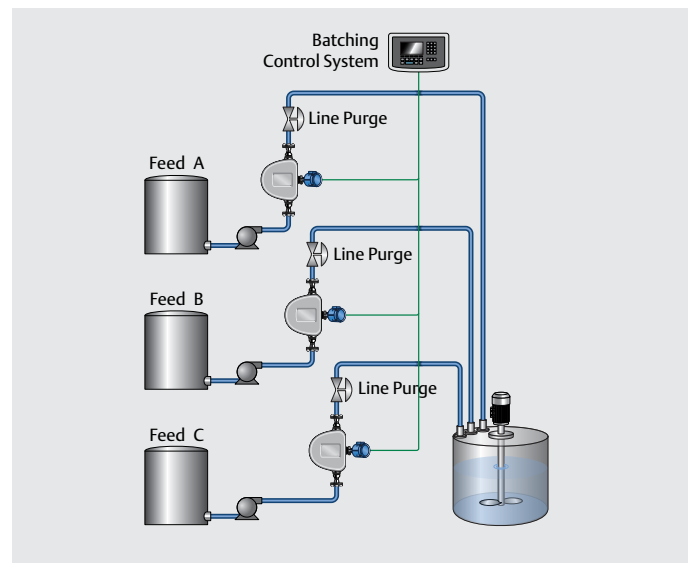 Batching
Control System
Line Purge
Feed A
Line Purge
Feed B
Line Purge
Feed C